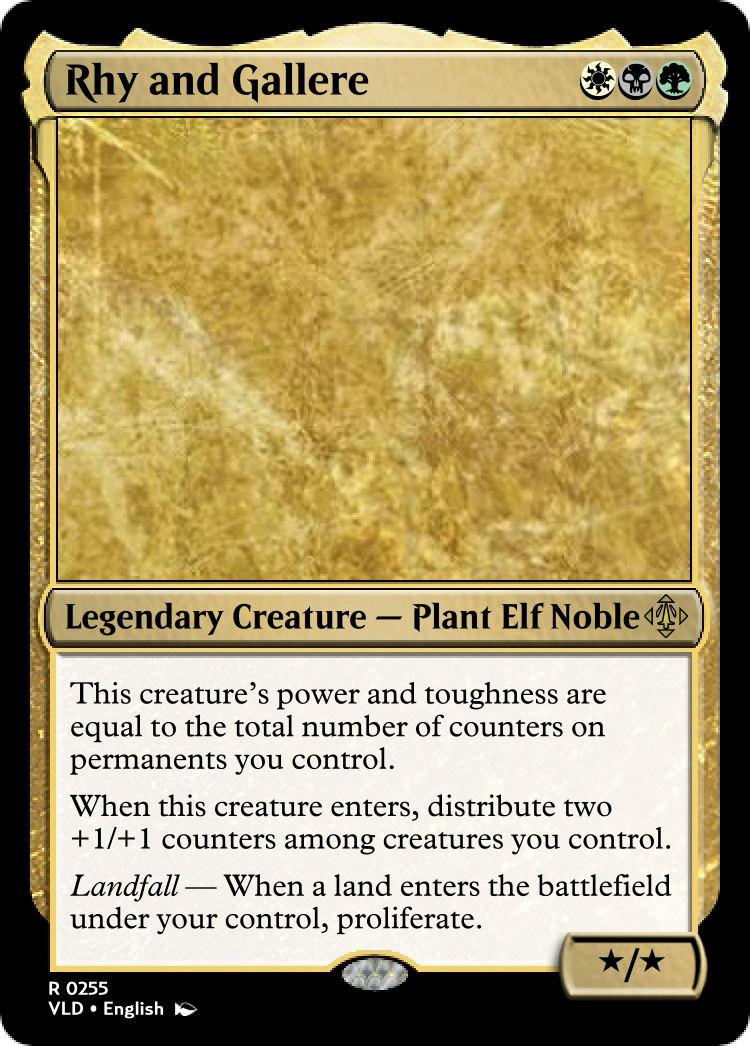 Rhy and Gallere
Legendary Creature — Plant Elf Noble
This creature’s power and toughness are
equal to the total number of counters on
permanents you control.
When this creature enters, distribute two
+1/+1 counters among creatures you control.
Landfall — When a land enters the battlefield
under your control, proliferate.
★/★
R 0255
VLD • English